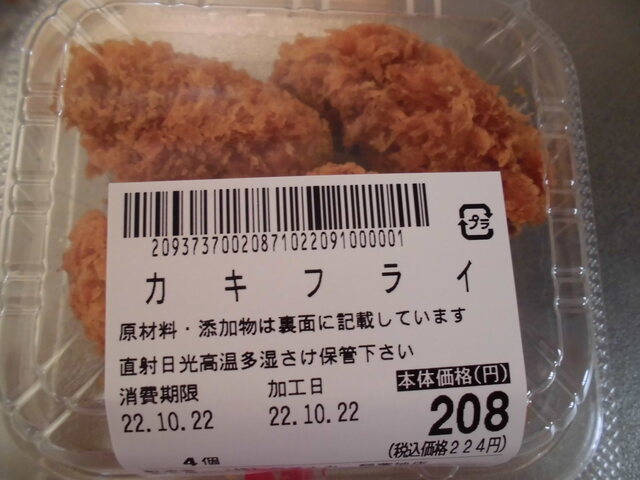 2093737002087102209100001
プラ
カキフライ
原材料・添加物は裏面に記載しています
直射日光高温多湿さけ保管下さい
消費期限 加工日 本体価格(円)
22.10.22 22.10.22 208
(税込価格224円)
4個